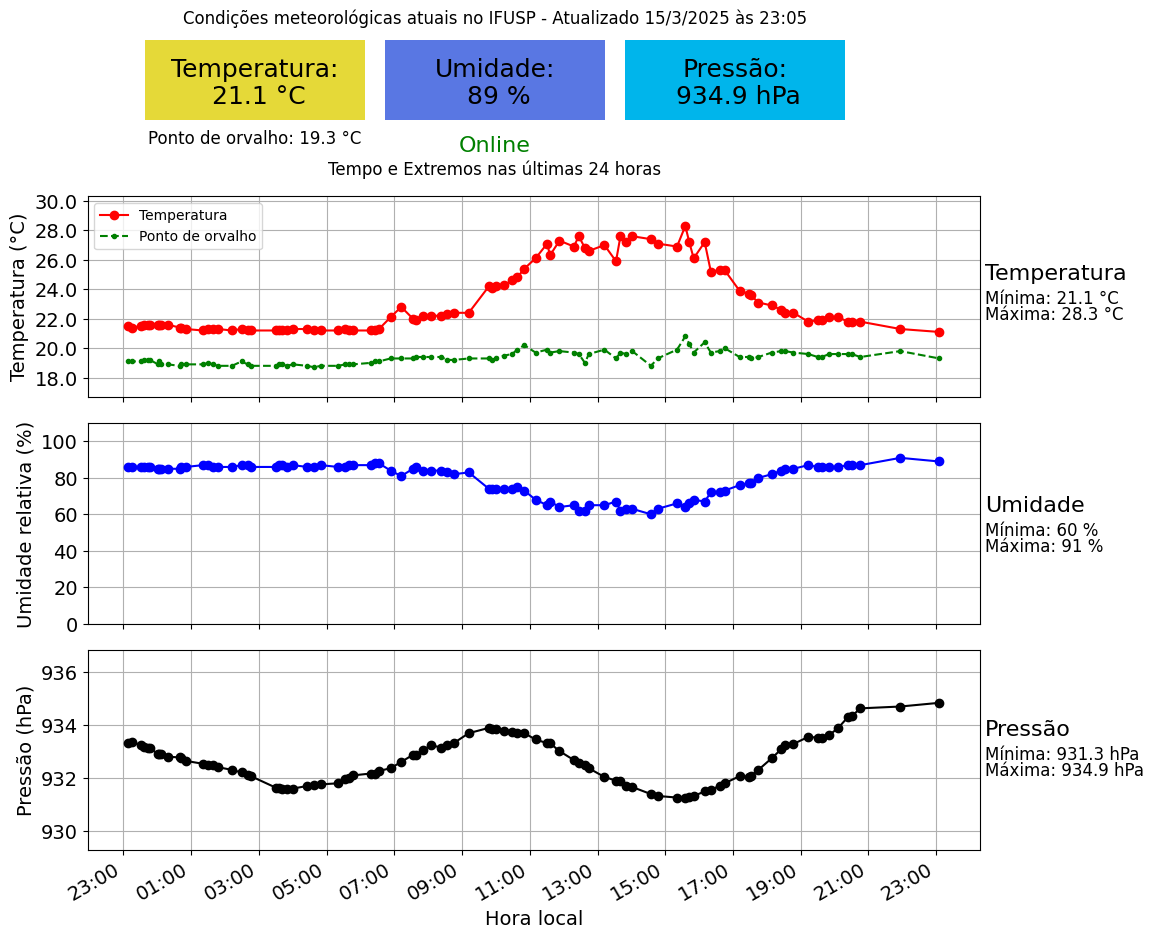 Condições meteorológicas atuais no IFUSP - Atualizado 15/3/2025 às 23:05
Temperatura:
21.1 °C
Umidade:
89 %
Pressão:
934.9 hPa
Ponto de orvalho: 19.3 °C
Online
Tempo e Extremos nas últimas 24 horas
Temperatura (°C)
30.0
28.0
26.0
24.0
22.0
20.0
18.0
Temperatura
Ponto de orvalho
Temperatura
Mínima: 21.1 °C
Máxima: 28.3 °C
Umidade relativa (%)
100
80
60
40
20
0
Umidade
Mínima: 60 %
Máxima: 91 %
Pressão (hPa)
936
934
932
930
Pressão
Mínima: 931.3 hPa
Máxima: 934.9 hPa
23:00 01:00 03:00 05:00 07:00 09:00 11:00 13:00 15:00 17:00 19:00 21:00 23:00
Hora local